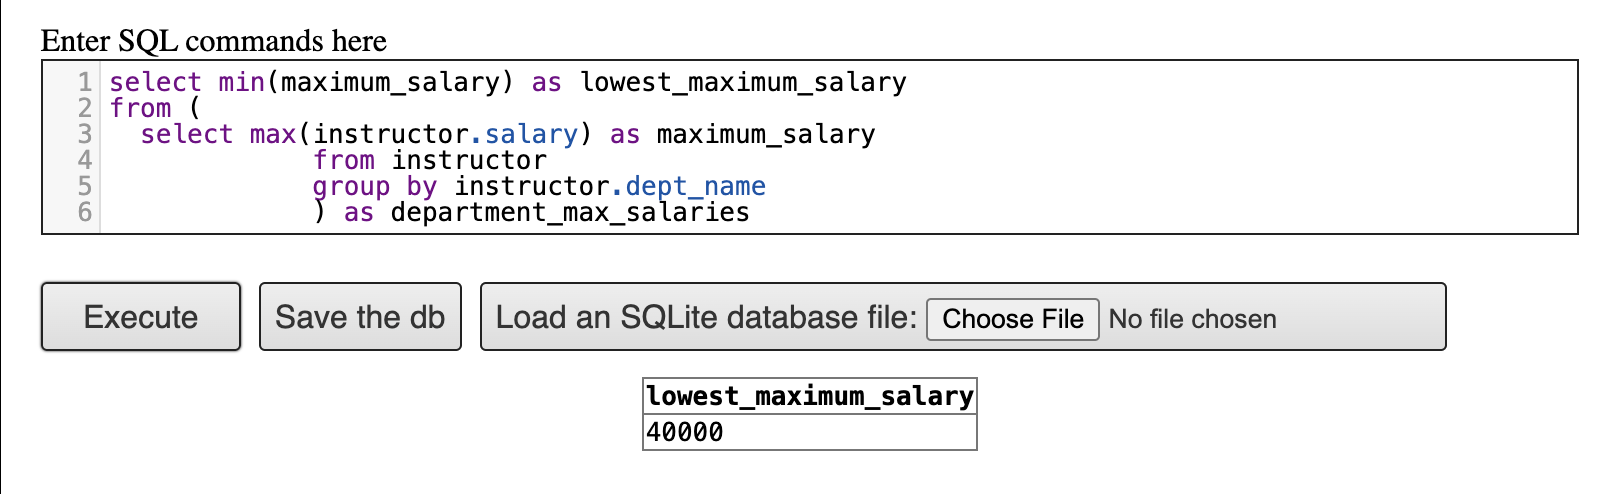 Enter SQL commands here
1 select min(maximum_salary) as lowest_maximum_salary
2 from (
3   select max(instructor.salary) as maximum_salary
4              from instructor
5              group by instructor.dept_name
6              ) as department_max_salaries
Execute Save the db Load an SQLite database file: Choose File No file chosen
lowest_maximum_salary
40000